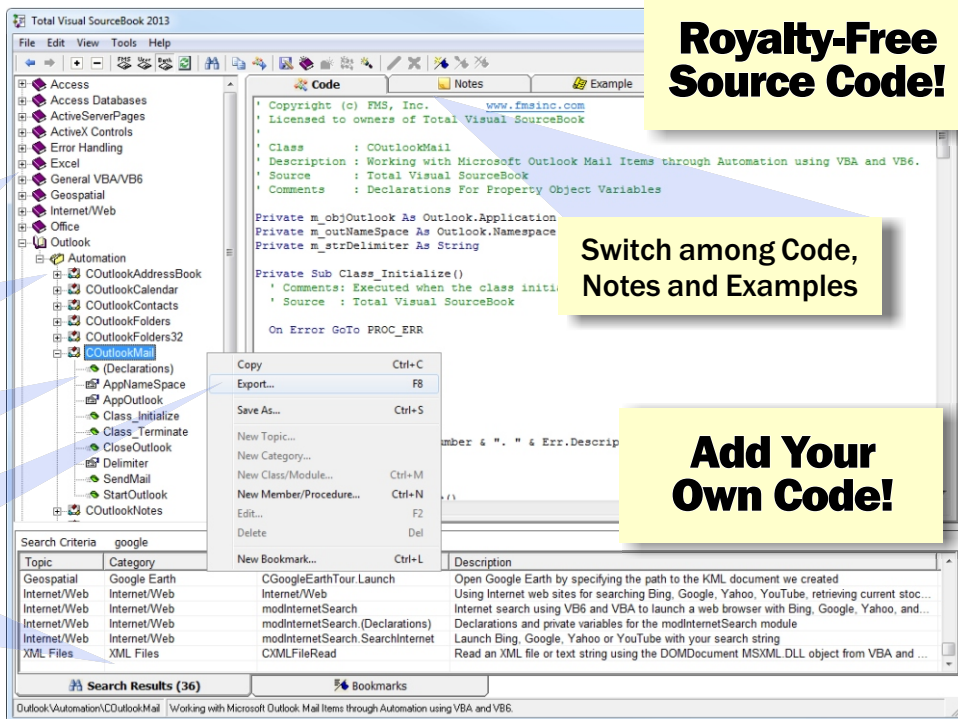 Total Visual SourceBook 2013
File Edit View Tools Help
Royalty-Free
Source Code!
Access
Access Databases
ActiveServerPages
ActiveX Controls
Error Handling
Excel
General VBA/VB6
Geospatial
Internet/Web
Office
Outlook
Automation
COutlookAddressBook
COutlookCalendar
COutlookContacts
COutlookFolders
COutlookFolders32
COutlookMail
(Declarations)
AppNameSpace
AppOutlook
Class_Initialize
Class_Terminate
CloseOutlook
Delimiter
SendMail
StartOutlook
COutlookNotes
Code Notes Example
' Copyright (c) FMS, Inc. www.fmsinc.com
' Licensed to owners of Total Visual SourceBook
'
' Class : COutlookMail
' Description : Working with Microsoft Outlook Mail Items through Automation using VBA and VB6.
' Source : Total Visual SourceBook
' Comments : Declarations For Property Object Variables
Private m_objOutlook As Outlook.Application
Private m_outNameSpace As Outlook.Namespace
Private m_strDelimiter As String
Private Sub Class_Initialize()
' Comments: Executed when the class
' Source : Total Visual SourceBook
On Error GoTo PROC_ERR
& ". " & Err.Descrip
Switch among Code,
Notes and Examples
Copy Ctrl+C
Export... F8
Save As... Ctrl+S
New Topic...
New Category...
New Class/Module... Ctrl+M
New Member/Procedure... Ctrl+N
Edit... F2
Delete Del
New Bookmark... Ctrl+L
Add Your
Own Code!
Search Criteria google
Topic Category Description
Geospatial Google Earth CGoogleEarthTour.Launch Open Google Earth by specifying the path to the KML document we created
Internet/Web Internet/Web Internet/Web Using Internet web sites for searching Bing, Google, Yahoo, YouTube, retrieving current stoc...
Internet/Web Internet/Web modInternetSearch Internet search using VB6 and VBA to launch a web browser with Bing, Google, Yahoo, and...
Internet/Web Internet/Web modInternetSearch.(Declarations) Declarations and private variables for the modInternetSearch module
Internet/Web Internet/Web modInternetSearch.SearchInternet Launch Bing, Google, Yahoo or YouTube with your search string
XML Files XML Files CXMLFileRead Read an XML file or text string using the DOMDocument MSXML.DLL object from VBA and ...
Search Results (36) Bookmarks
Outlook\Automation\COutlookMail Working with Microsoft Outlook Mail Items through Automation using VBA and VB6.